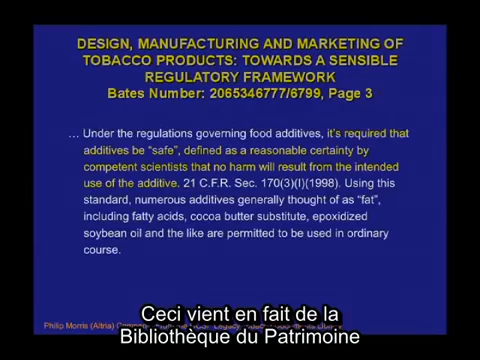 DESIGN, MANUFACTURING AND MARKETING OF
TOBACCO PRODUCTS: TOWARDS A SENSIBLE
REGULATORY FRAMEWORK
Bates Number: 2065346777/6799, Page 3
… Under the regulations governing food additives, it's required that
additives be “safe”, defined as a reasonable certainty by
competent scientists that no harm will result from the intended
use of the additive. 21 C.F.R. Sec. 170(3)(I)(1998). Using this
standard, numerous additives generally thought of as “fat”,
including fatty acids, cocoa butter substitute, epoxidized
soybean oil and the like are permitted to be used in ordinary
course.
Philip Morris (Altria)
Ceci vient en fait de la
Bibliothèque du Patrimoine